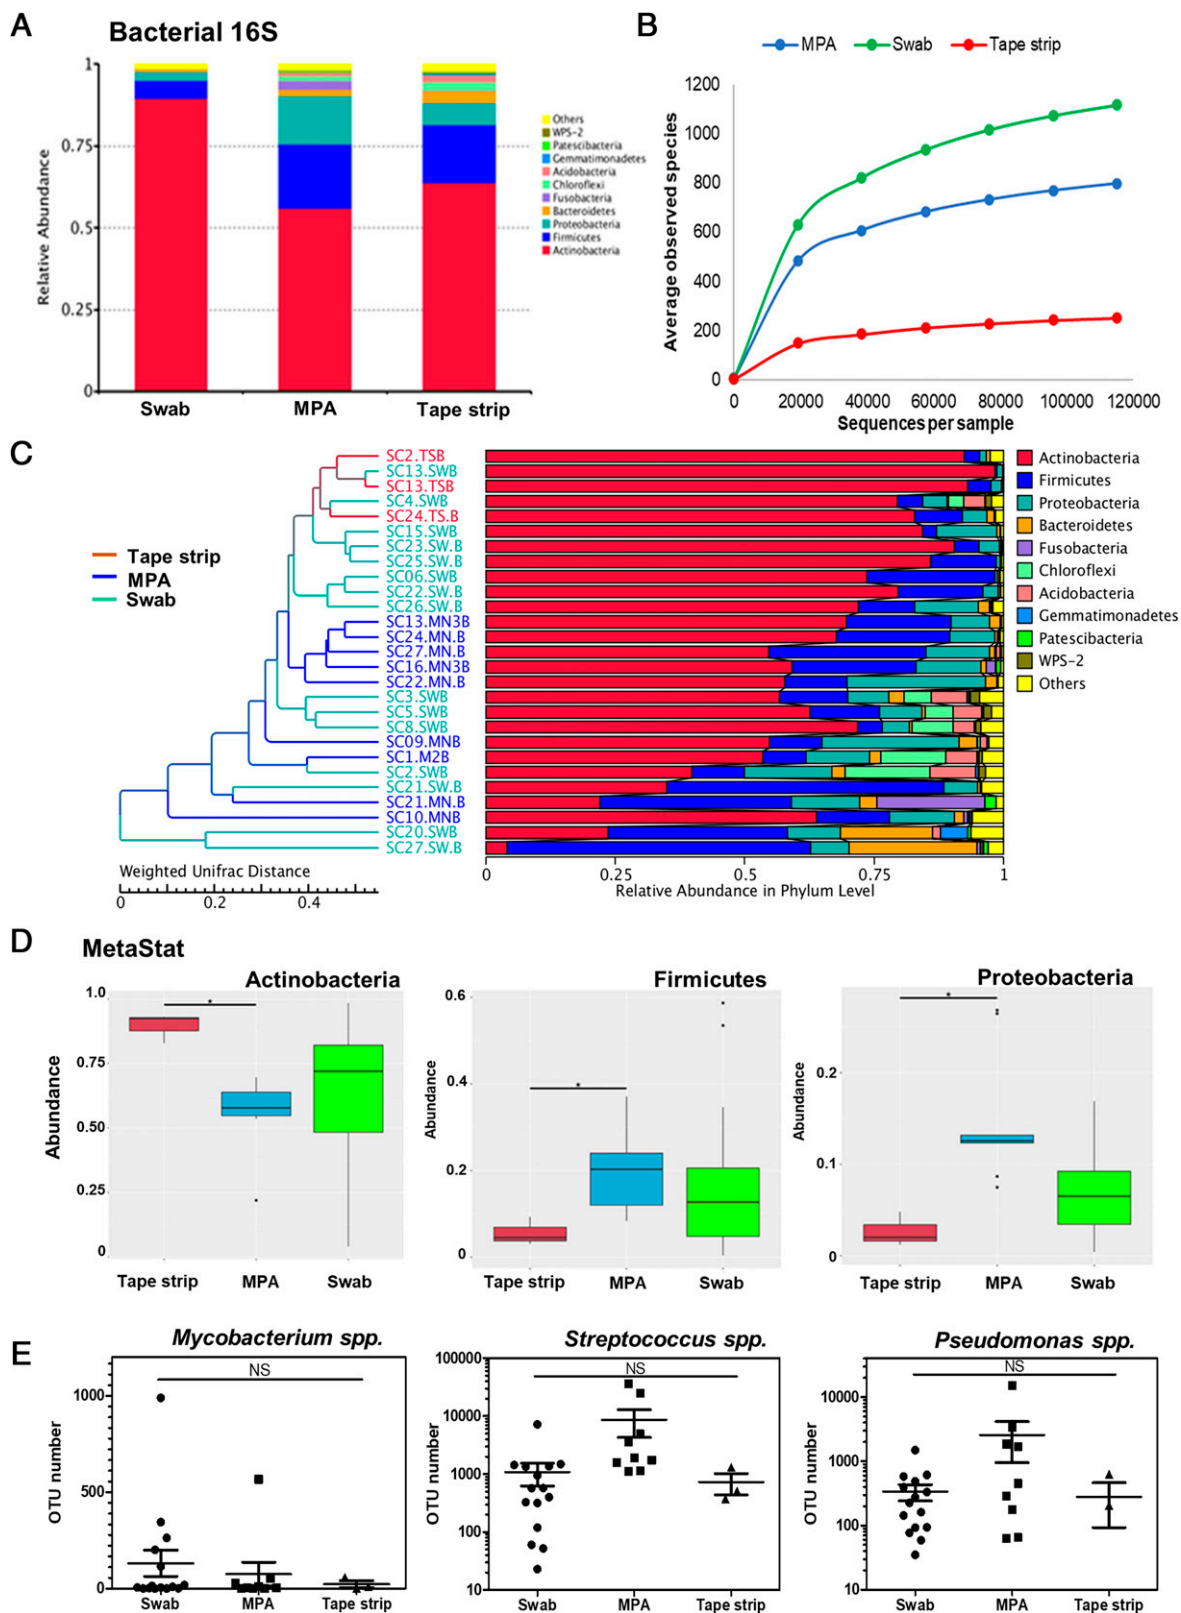 A
Bacterial 16S
Relative Abundance
1
0.75
0.5
0.25
0
Swab
MPA
Tape strip
Others
WPS-2
Patescibacteria
Gemmatimonadetes
Acidobacteria
Chloroflexi
Fusobacteria
Bacteroidetes
Proteobacteria
Firmicutes
Actinobacteria
B
MPA
Swab
Tape strip
Average observed species
1200
1000
800
600
400
200
0
0
20000
40000
60000
80000
100000
120000
Sequences per sample
C
Tape strip
MPA
Swab
SC2.TSB
SC13.SWB
SC13.TSB
SC4.SWB
SC24.TS.B
SC15.SWB
SC23.SW.B
SC25.SW.B
SC06.SWB
SC22.SW.B
SC26.SW.B
SC13.MN3B
SC24.MN.B
SC27.MN.B
SC16.MN3B
SC22.MN.B
SC3.SWB
SC5.SWB
SC8.SWB
SC09.MNB
SC1.M2B
SC2.SWB
SC21.SW.B
SC21.MN.B
SC10.MNB
SC20.SWB
SC27.SW.B
Weighted Unifrac Distance
0
0.2
0.4
0
0.25
0.5
0.75
1
Relative Abundance in Phylum Level
Actinobacteria
Firmicutes
Proteobacteria
Bacteroidetes
Fusobacteria
Chloroflexi
Acidobacteria
Gemmatimonadetes
Patescibacteria
WPS-2
Others
D
MetaStat
Actinobacteria
Abundance
1.0
0.75
0.50
0.25
0
*
Tape strip
MPA
Swab
Firmicutes
Abundance
0.6
0.4
0.2
0
*
Tape strip
MPA
Swab
Proteobacteria
Abundance
0.2
0.1
0
*
Tape strip
MPA
Swab
E
Mycobacterium spp.
NS
OTU number
1000
500
0
Swab
MPA
Tape strip
Streptococcus spp.
NS
OTU number
100000
10000
1000
100
10
Swab
MPA
Tape strip
Pseudomonas spp.
NS
OTU number
10000
1000
100
10
Swab
MPA
Tape strip